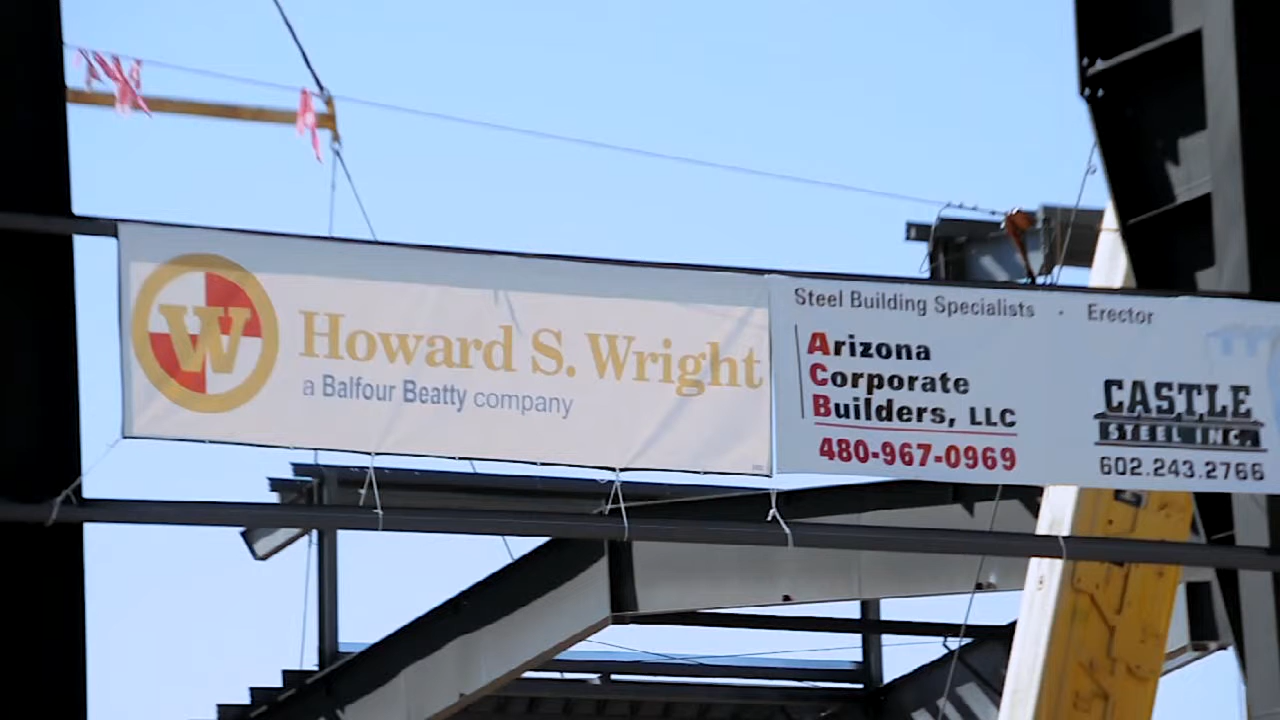 W
Howard S. Wright
a Balfour Beatty company
Steel Building Specialists · Erector
Arizona
Corporate
Builders, LLC
480-967-0969
CASTLE
STEEL INC.
602.243.2766